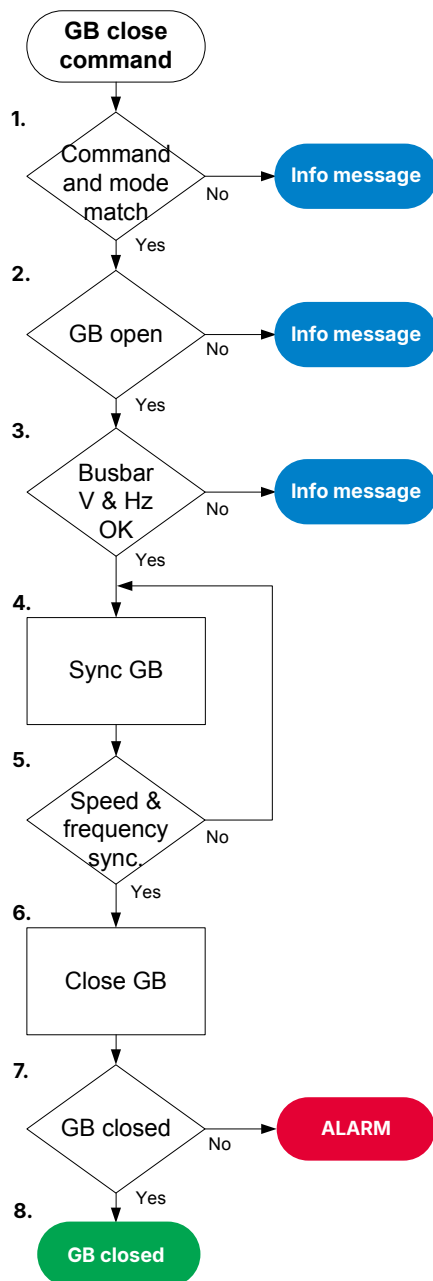 GB close
command
1.
Command
and mode
match
No
Info message
Yes
2.
GB open
No
Info message
Yes
3.
Busbar
V & Hz
OK
No
Info message
Yes
4.
Sync GB
5.
Speed &
frequency
sync.
No
Yes
6.
Close GB
7.
GB closed
No
ALARM
Yes
8.
GB closed